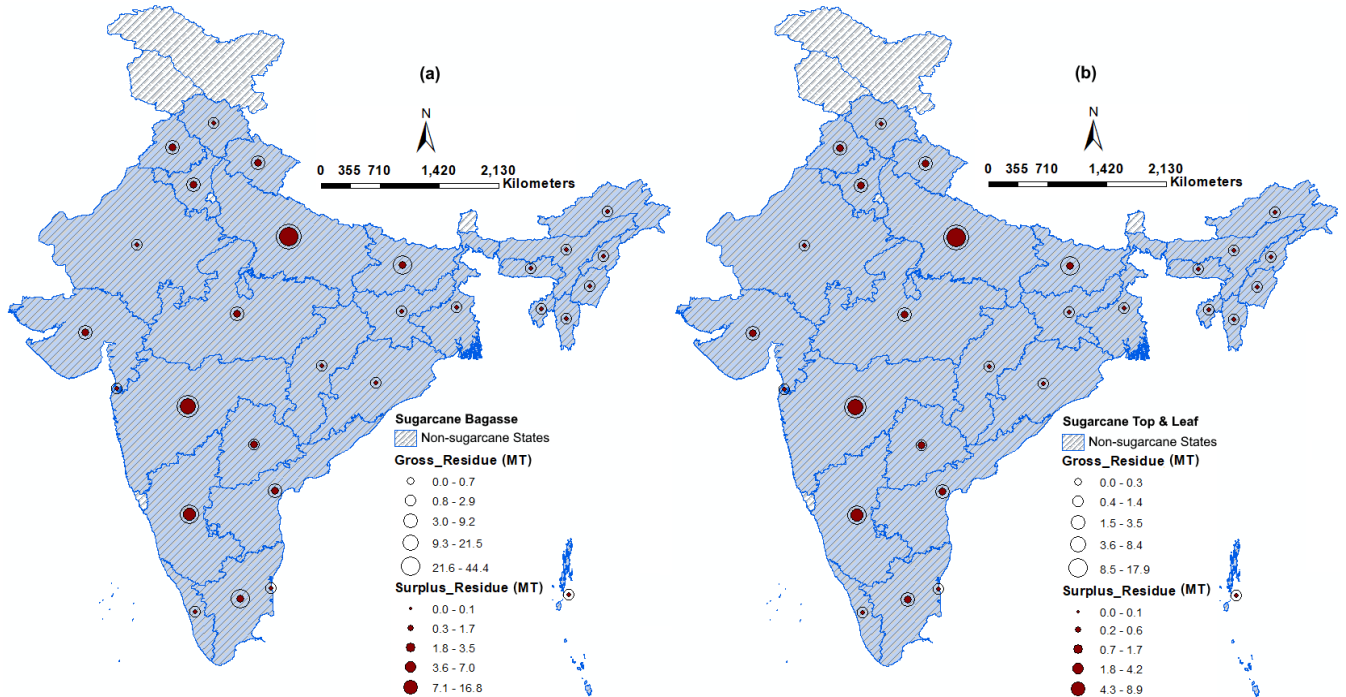 (a)
N
0 355 710 1,420 2,130
Kilometers
Sugarcane Bagasse
Non-sugarcane States
Gross_Residue (MT)
0.0 - 0.7
0.8 - 2.9
3.0 - 9.2
9.3 - 21.5
21.6 - 44.4
Surplus_Residue (MT)
0.0 - 0.1
0.3 - 1.7
1.8 - 3.5
3.6 - 7.0
7.1 - 16.8
(b)
N
0 355 710 1,420 2,130
Kilometers
Sugarcane Top & Leaf
Non-sugarcane States
Gross_Residue (MT)
0.0 - 0.3
0.4 - 1.4
1.5 - 3.5
3.6 - 8.4
8.5 - 17.9
Surplus_Residue (MT)
0.0 - 0.1
0.2 - 0.6
0.7 - 1.7
1.8 - 4.2
4.3 - 8.9